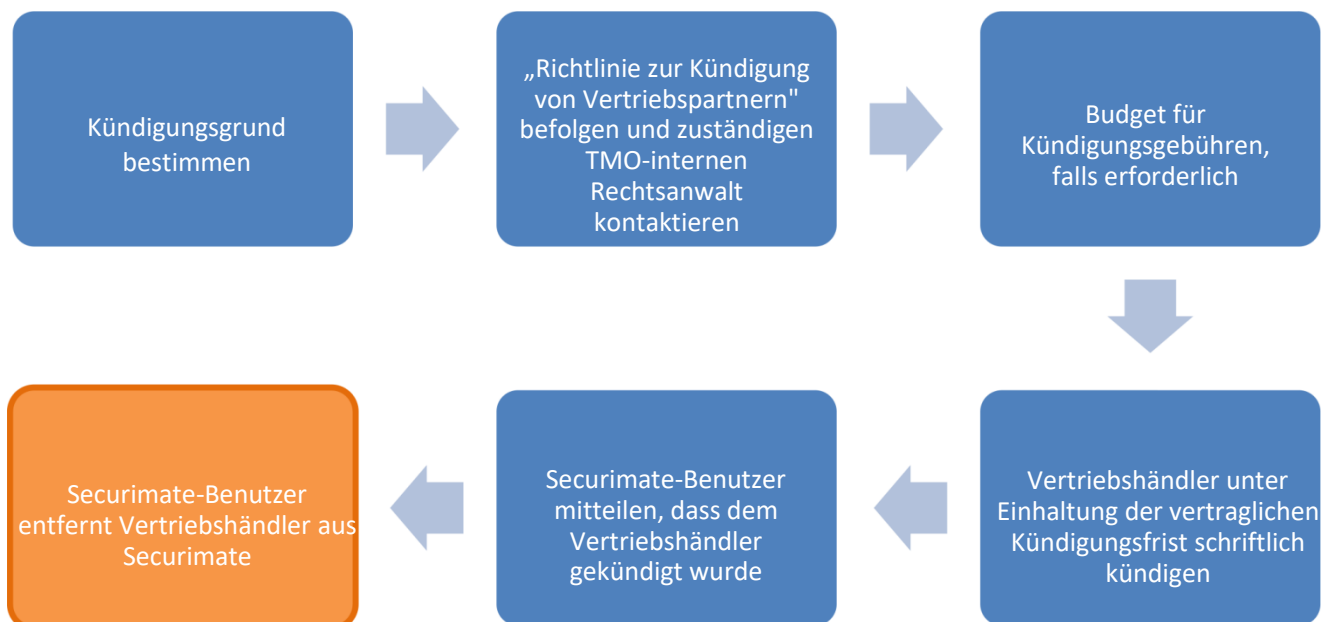 Kündigungsgrund
bestimmen
„Richtlinie zur Kündigung
von Vertriebspartnern"
befolgen und zuständigen
TMO-internen
Rechtsanwalt
kontaktieren
Budget für
Kündigungsgebühren,
falls erforderlich
Vertriebshändler unter
Einhaltung der vertraglichen
Kündigungsfrist schriftlich
kündigen
Securimate-Benutzer
mitteilen, dass dem
Vertriebshändler
gekündigt wurde
Securimate-Benutzer
entfernt Vertriebshändler aus
Securimate